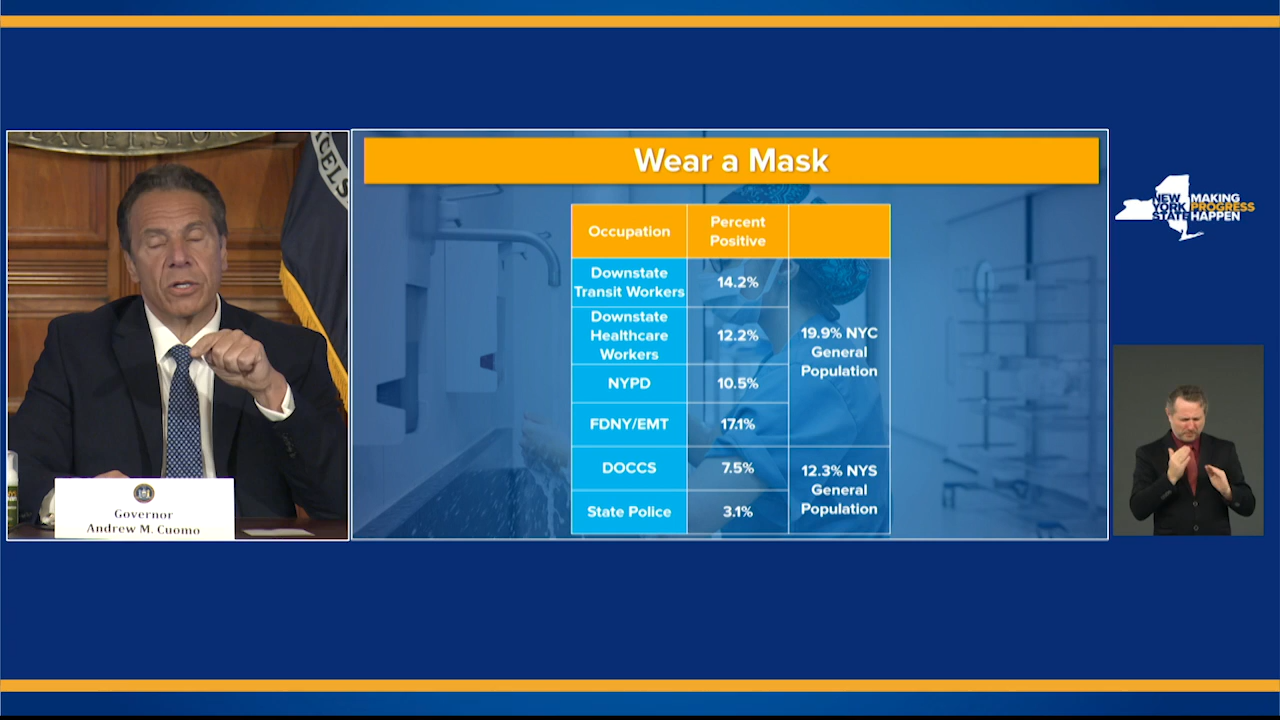 EXCELSIOR
EXCELS
Governor
Andrew M. Cuomo
Wear a Mask
Occupation
Percent
Positive
Downstate
Transit Workers
14.2%
Downstate
Healthcare
Workers
12.2%
19.9% NYC
General
Population
NYPD
10.5%
FDNY/EMT
17.1%
DOCCS
7.5%
12.3% NYS
General
Population
State Police
3.1%
NEW
YORK
STATE
MAKING
PROGRESS
HAPPEN